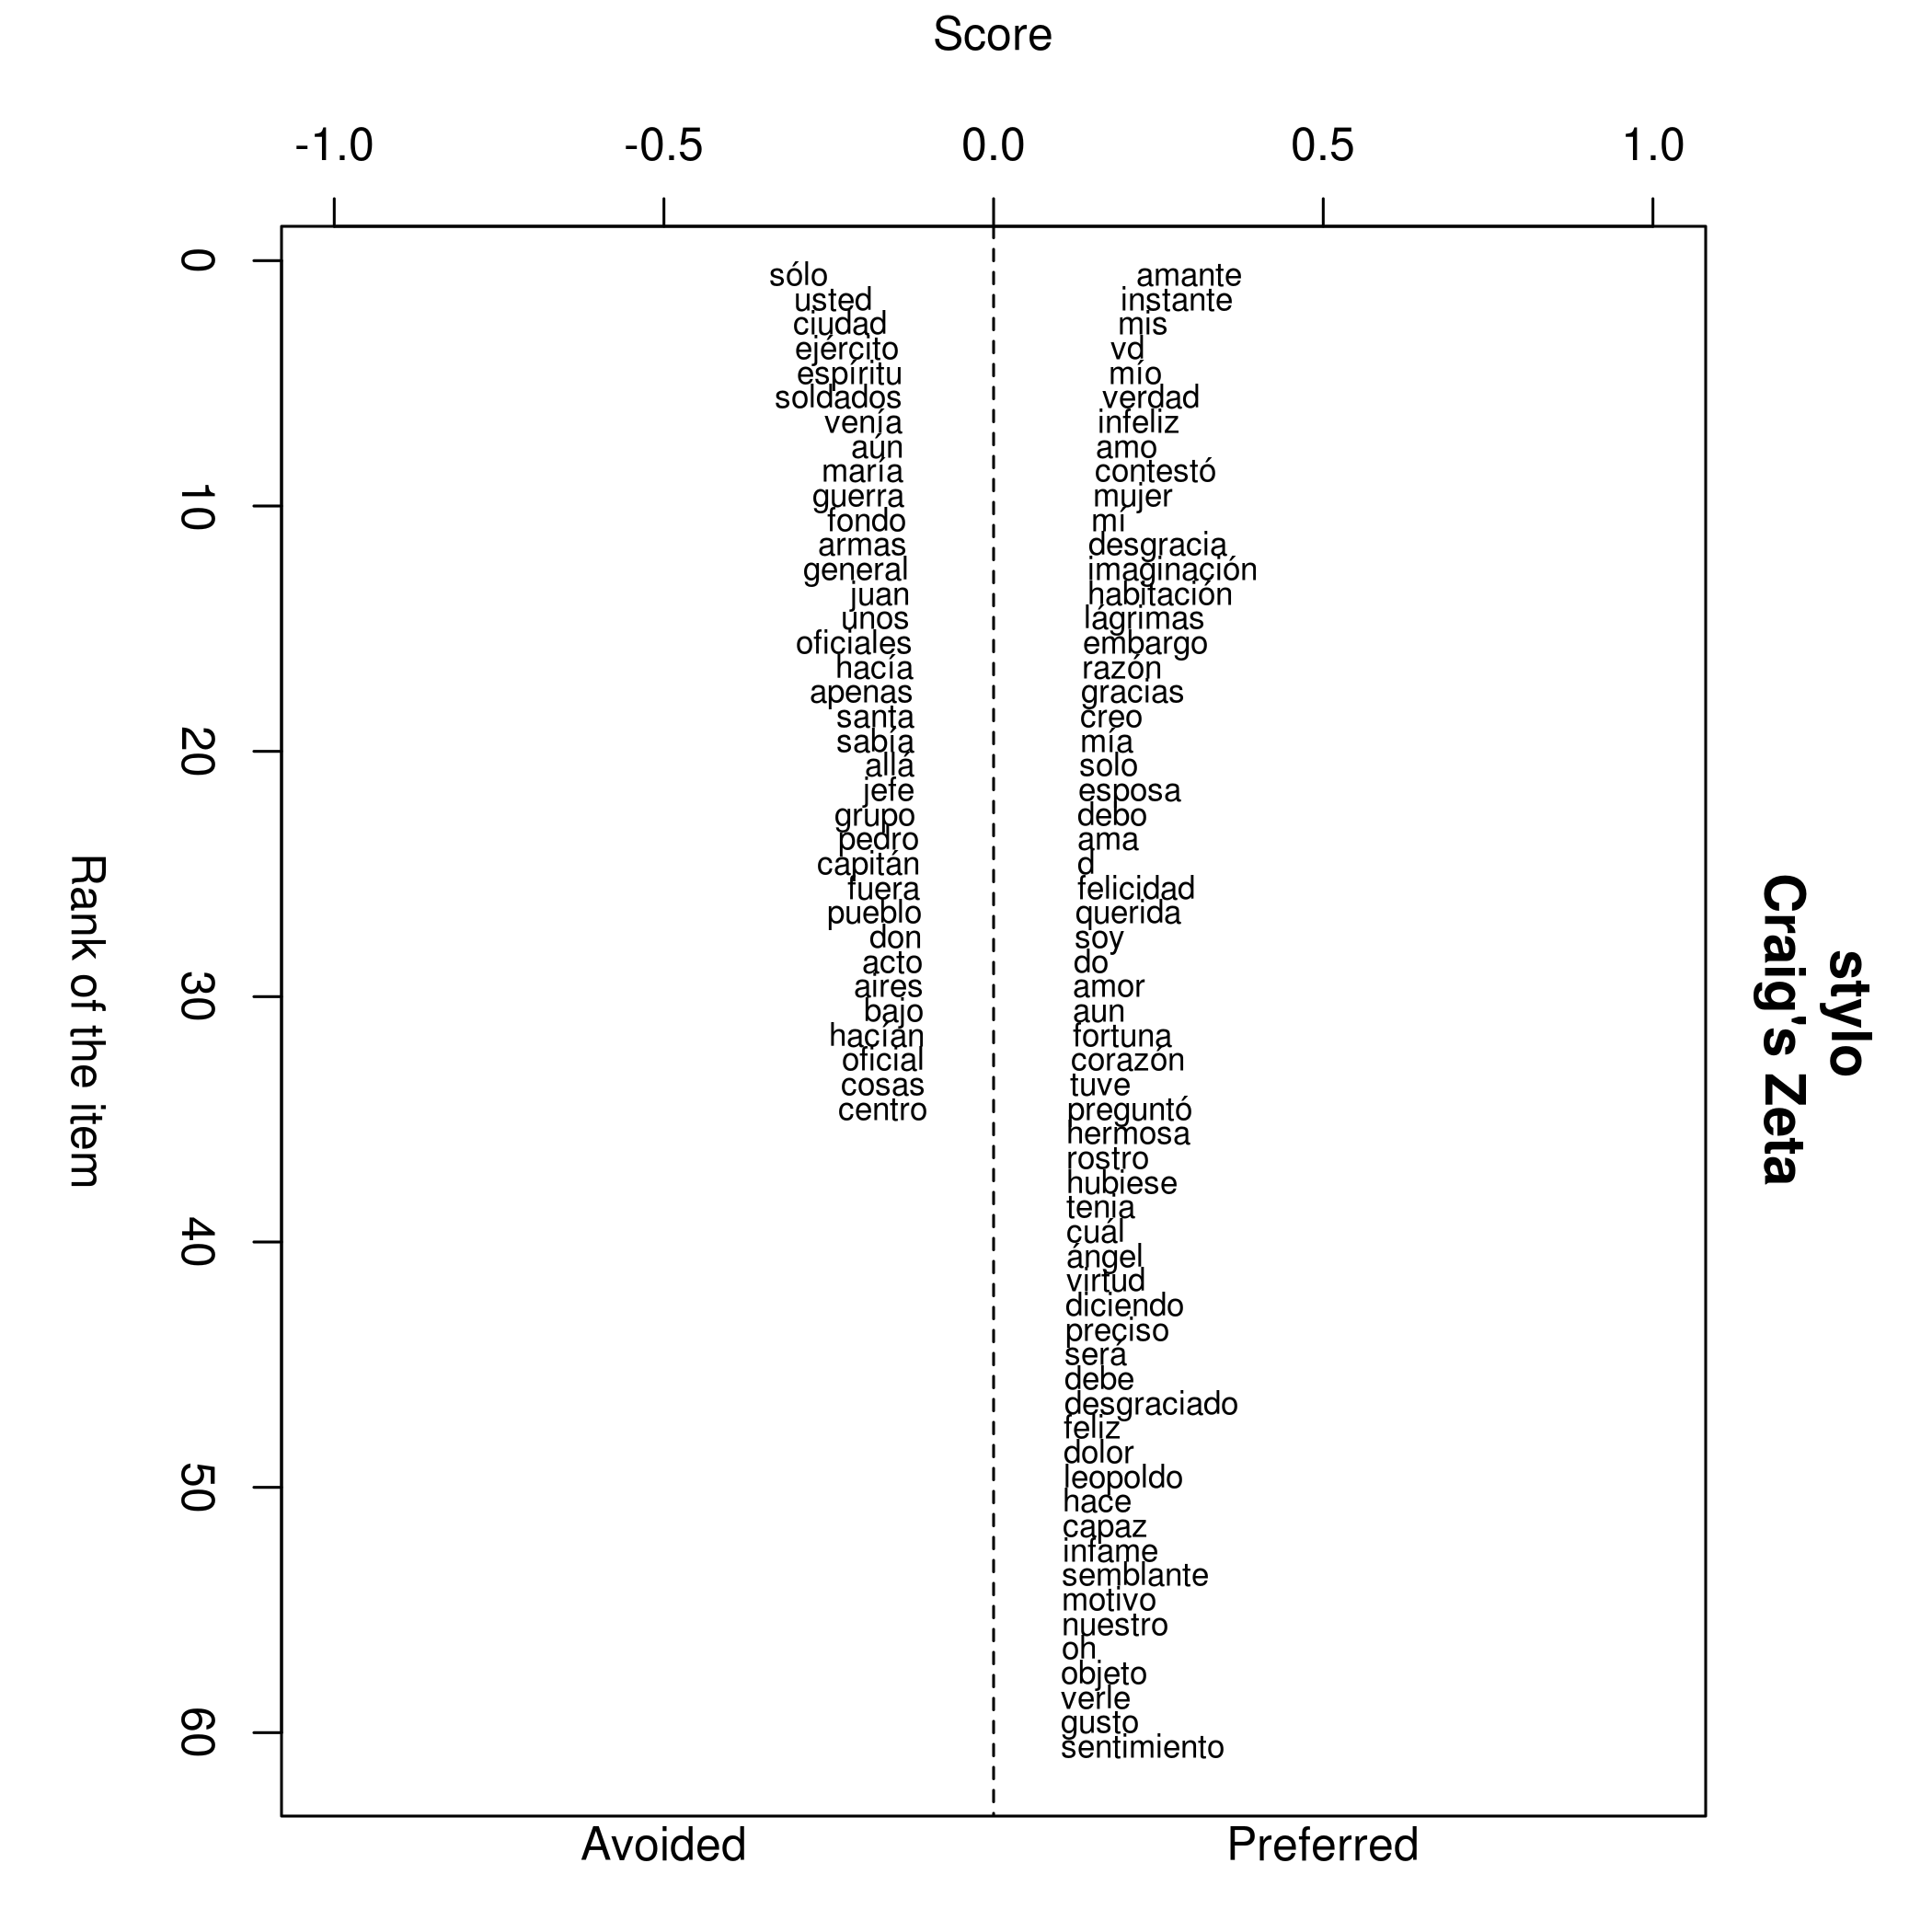 Score
-1.0 -0.5 0.0 0.5 1.0
stylo
Craig's Zeta
Rank of the item
0
10
20
30
40
50
60
sólo
usted
ciudad
ejército
espíritu
soldados
venía
aún
maría
guerra
fondo
armas
general
juan
unos
oficiales
hacía
apenas
santa
sabía
allá
jefe
grupo
pedro
capitán
fuera
pueblo
don
acto
aires
bajo
hacían
oficial
cosas
centro
amante
instante
mis
vd
mío
verdad
infeliz
amo
contestó
mujer
mí
desgracia
imaginación
habitación
lágrimas
embargo
razón
gracias
creo
mía
solo
esposa
debo
ama
d
felicidad
querida
soy
do
amor
aun
fortuna
corazón
tuve
preguntó
hermosa
rostro
hubiese
tenia
cuál
ángel
virtud
diciendo
preciso
será
debe
desgraciado
feliz
dolor
leopoldo
hace
capaz
infame
semblante
motivo
nuestro
oh
objeto
verle
gusto
sentimiento
Avoided Preferred